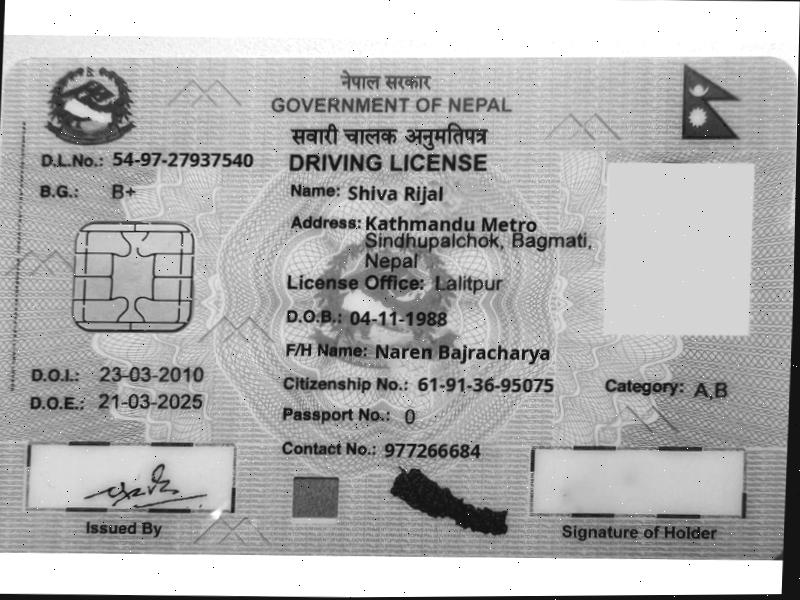 नेपाल सरकार
GOVERNMENT OF NEPAL
सवारी चालक अनुमतिपत्र
DRIVING LICENSE
D.L.No.: 54-97-27937540
B.G.: B+
Name: Shiva Rijal
Address: Kathmandu Metro
Sindhupalchok, Bagmati,
Nepal
License Office: Lalitpur
D.O.B.: 04-11-1988
F/H Name: Naren Bajracharya
D.O.I.: 23-03-2010
Citizenship No.: 61-91-36-95075
Category: A,B
D.O.E.: 21-03-2025
Passport No.: 0
Contact No.: 977266684
Issued By
Signature of Holder